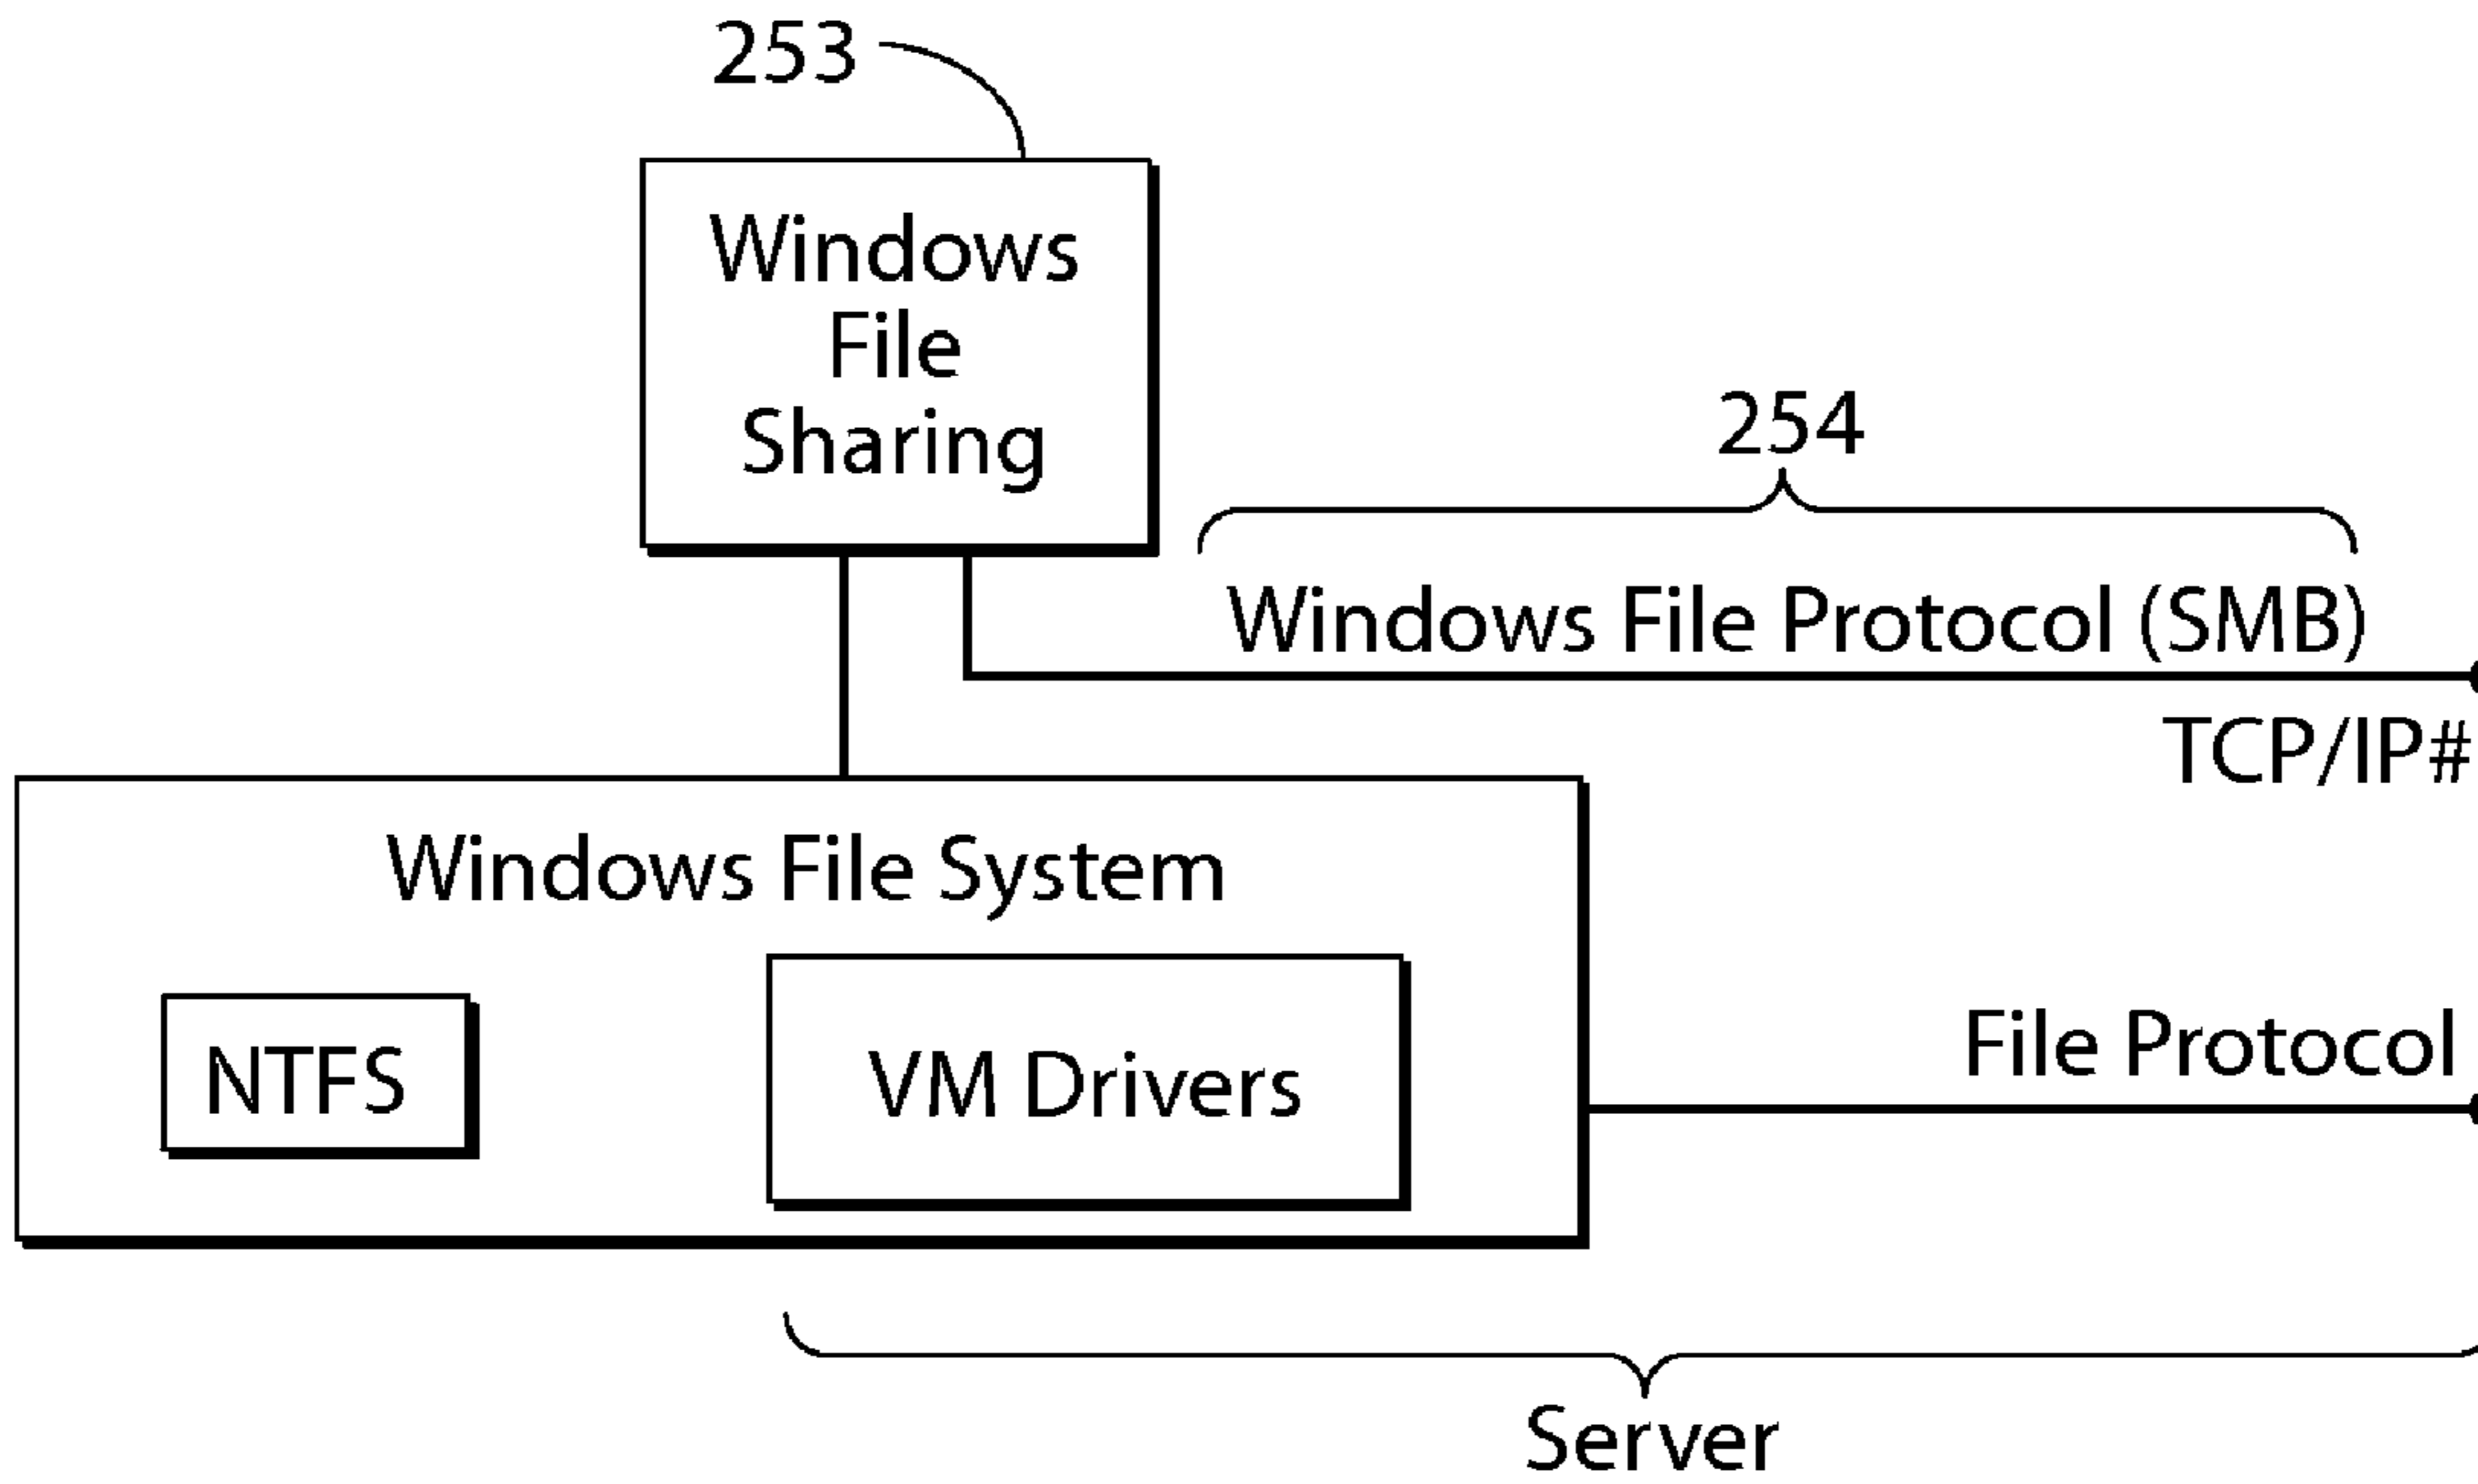 253
Windows
File
Sharing
254
Windows File Protocol (SMB)
TCP/IP#
Windows File System
NTFS
VM Drivers
File Protocol
Server